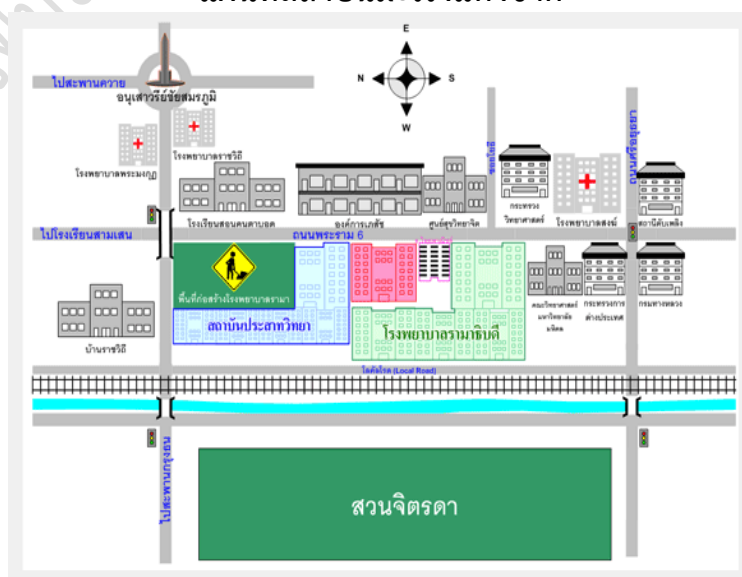 E
N
S
W
ไปสะพานควาย
อนุเสาวรีย์ชัยสมรภูมิ
โรงพยาบาลราชวิถี
โรงพยาบาลพระมงกุฎ
โรงเรียนสอนคนตาบอด
องค์การเภสัช
ศูนย์สุขวิทยาจิต
ซอยโยธี
กระทรวง
วิทยาศาสตร์
โรงพยาบาลสงฆ์
ถนนศรีอยุธยา
สถานีดับเพลิง
ไปโรงเรียนสามเสน
ถนนพระราม 6
พื้นที่ก่อสร้างโรงพยาบาลรามา
สถาบันประสาทวิทยา
โรงพยาบาลรามาธิบดี
คณะวิทยาศาสตร์
มหาวิทยาลัย
มหิดล
กระทรวงการ
ต่างประเทศ
กรมทางหลวง
บ้านราชวิถี
โลคัลโรด (Local Road)
ไปสะพานกรุงธน
สวนจิตรดา